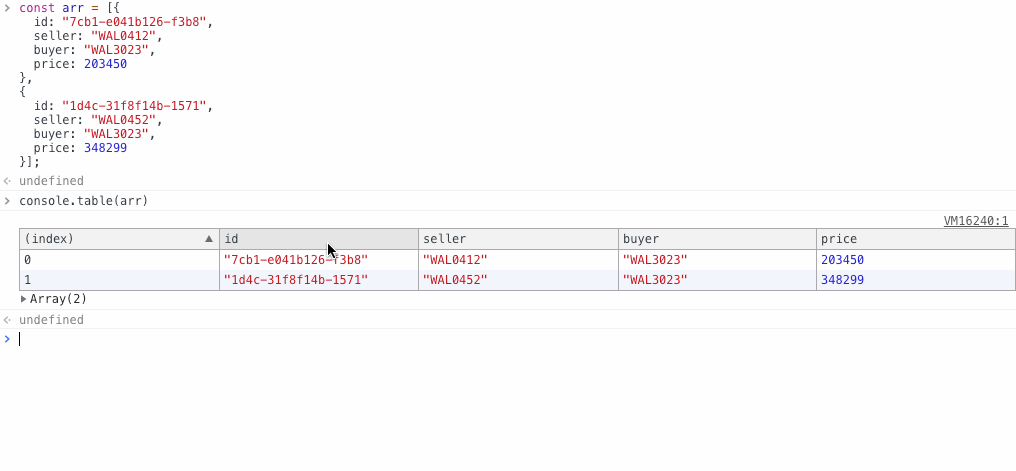 > const arr = [{
id: "7cb1-e041b126-f3b8",
seller: "WAL0412",
buyer: "WAL3023",
price: 203450
},
{
id: "1d4c-31f8f14b-1571",
seller: "WAL0452",
buyer: "WAL3023",
price: 348299
}];
undefined
> console.table(arr)
VM16240:1
(index) ▲ id seller buyer price
0 "7cb1-e041b126-f3b8" "WAL0412" "WAL3023" 203450
1 "1d4c-31f8f14b-1571" "WAL0452" "WAL3023" 348299
▶ Array(2)
undefined
>